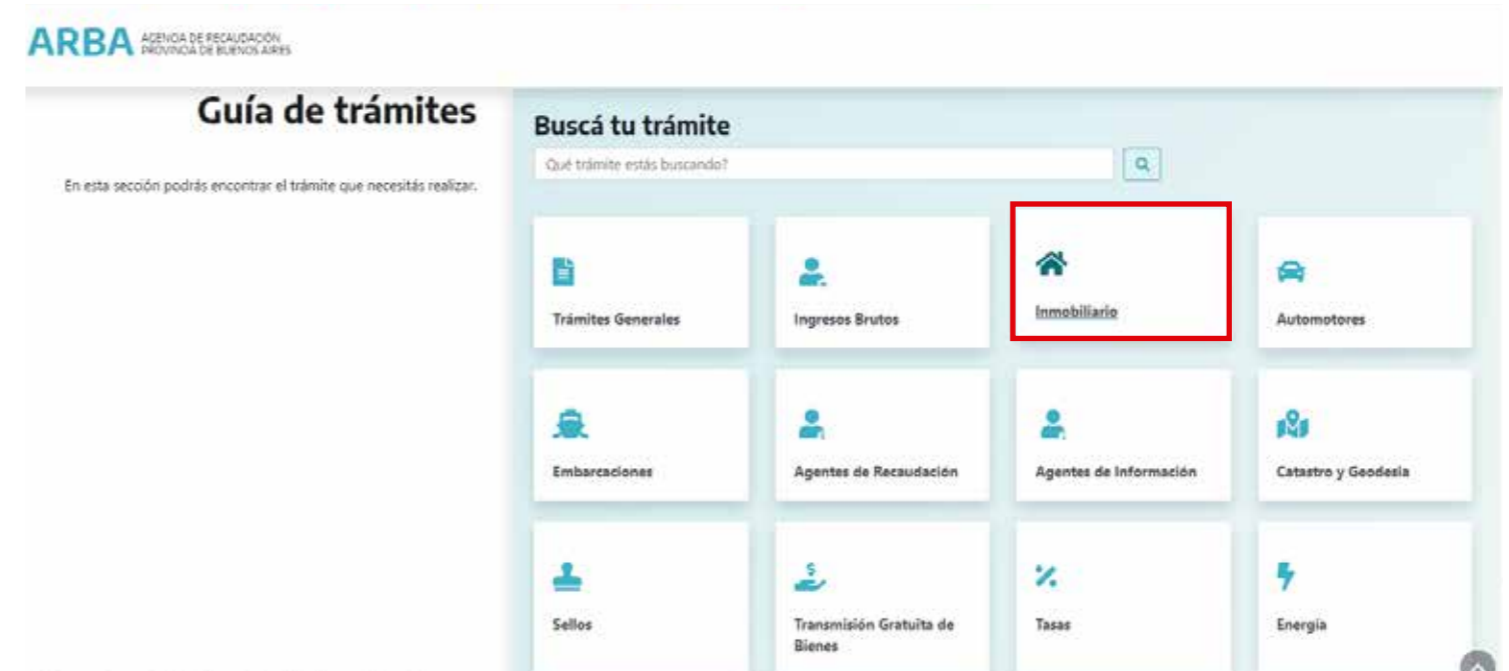 ARBA
AGENCIA DE RECAUDACIÓN
PROVINCIA DE BUENOS AIRES
Guía de trámites
En esta sección podrás encontrar el trámite que necesitás realizar.
Buscá tu trámite
Qué trámite estás buscando?
Trámites Generales
Ingresos Brutos
Inmobiliario
Automotores
Embarcaciones
Agentes de Recaudación
Agentes de Información
Catastro y Geodesia
Sellos
Transmisión Gratuita de
Bienes
Tasas
Energía